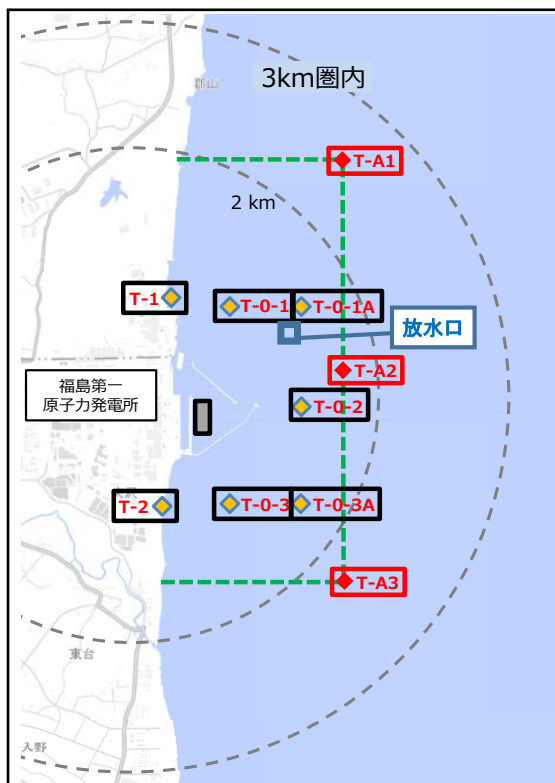 郡山
3km圏内
T-A1
2 km
T-1
T-0-1
T-0-1A
放水口
T-A2
福島第一
原子力発電所
T-0-2
T-2
T-0-3
T-0-3A
T-A3
東台
入野